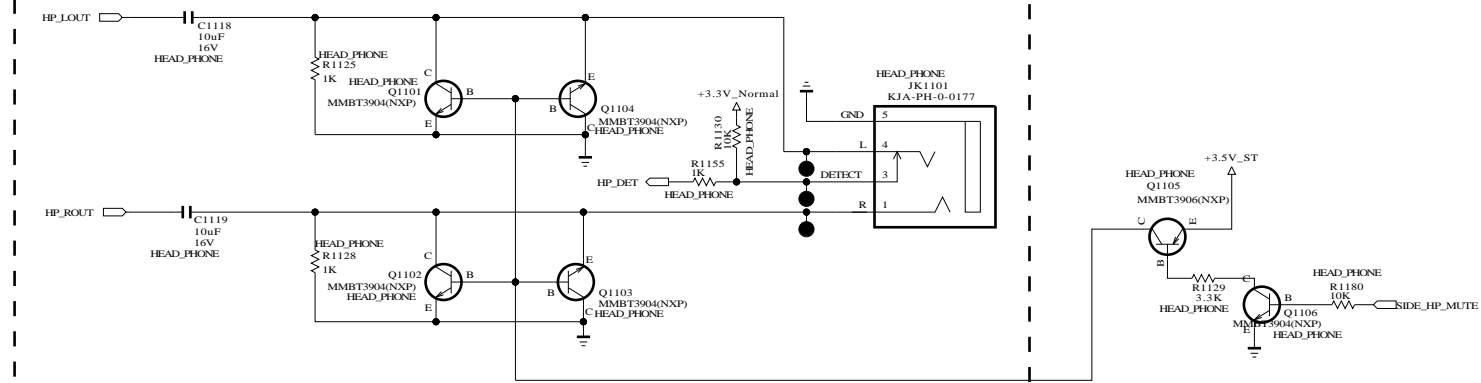 HP_LOUT
C1118
10uF
16V
HEAD_PHONE
HEAD_PHONE
R1125
1K
HEAD_PHONE
Q1101
MMBT3904(NXP)
C
B
E
E
B
C
Q1104
MMBT3904(NXP)
HEAD_PHONE
+3.3V_Normal
R1130
10K
HEAD_PHONE
R1155
1K
HP_DET
HEAD_PHONE
HEAD_PHONE
JK1101
KJA-PH-0-0177
GND
5
L
4
DETECT
3
R
1
HP_ROUT
C1119
10uF
16V
HEAD_PHONE
HEAD_PHONE
R1128
1K
Q1102
MMBT3904(NXP)
HEAD_PHONE
C
B
E
E
B
C
Q1103
MMBT3904(NXP)
HEAD_PHONE
+3.5V_ST
HEAD_PHONE
Q1105
MMBT3906(NXP)
C
E
B
R1129
3.3K
HEAD_PHONE
C
B
E
Q1106
MMBT3904(NXP)
HEAD_PHONE
HEAD_PHONE
R1180
10K
SIDE_HP_MUTE